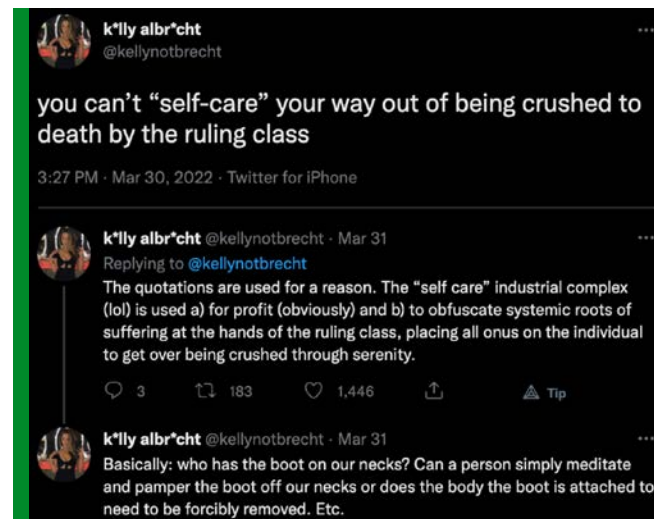 k*lly albr*cht
@kellynotbrecht
you can’t “self-care” your way out of being crushed to
death by the ruling class
3:27 PM · Mar 30, 2022 · Twitter for iPhone
k*lly albr*cht @kellynotbrecht · Mar 31
Replying to @kellynotbrecht
The quotations are used for a reason. The “self care” industrial complex
(lol) is used a) for profit (obviously) and b) to obfuscate systemic roots of
suffering at the hands of the ruling class, placing all onus on the individual
to get over being crushed through serenity.
3 183 1,446 Tip
k*lly albr*cht @kellynotbrecht · Mar 31
Basically: who has the boot on our necks? Can a person simply meditate
and pamper the boot off our necks or does the body the boot is attached to
need to be forcibly removed. Etc.